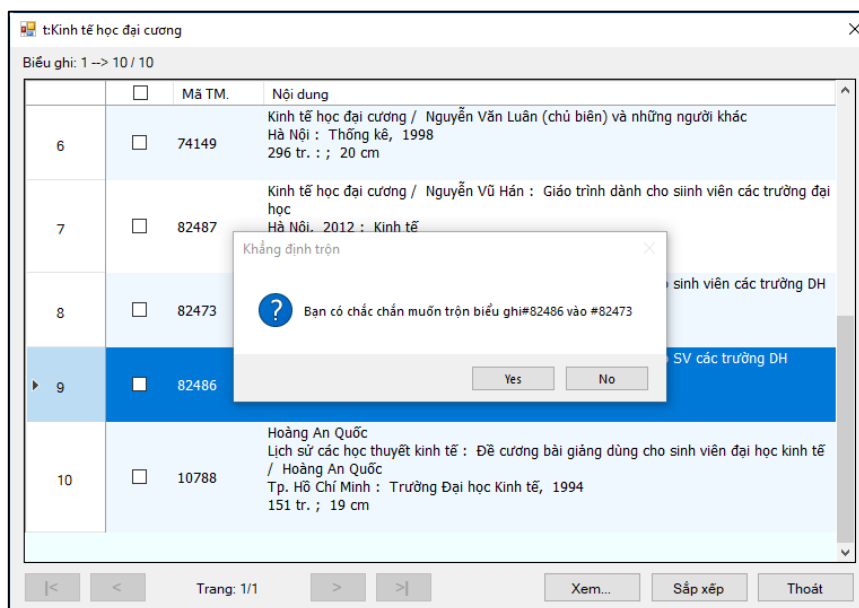 t:Kinh tế học đại cương
Biểu ghi: 1 --> 10 / 10
Mã TM. Nội dung
6 74149 Kinh tế học đại cương / Nguyễn Văn Luân (chủ biên) và những người khác
Hà Nội : Thống kê, 1998
296 tr. : ; 20 cm
7 82487 Kinh tế học đại cương / Nguyễn Vũ Hán : Giáo trình dành cho siinh viên các trường đại
học
Hà Nội, 2012 : Kinh tế
Khẳng định trộn
Bạn có chắc chắn muốn trộn biểu ghi#82486 vào #82473
Yes No
8 82473 sinh viên các trường DH
9 82486 SV các trường DH
10 10788 Hoàng An Quốc
Lịch sử các học thuyết kinh tế : Đề cương bài giảng dùng cho sinh viên đại học kinh tế
/ Hoàng An Quốc
Tp. Hồ Chí Minh : Trường Đại học Kinh tế, 1994
151 tr. ; 19 cm
|< < Trang: 1/1 > >| Xem... Sắp xếp Thoát